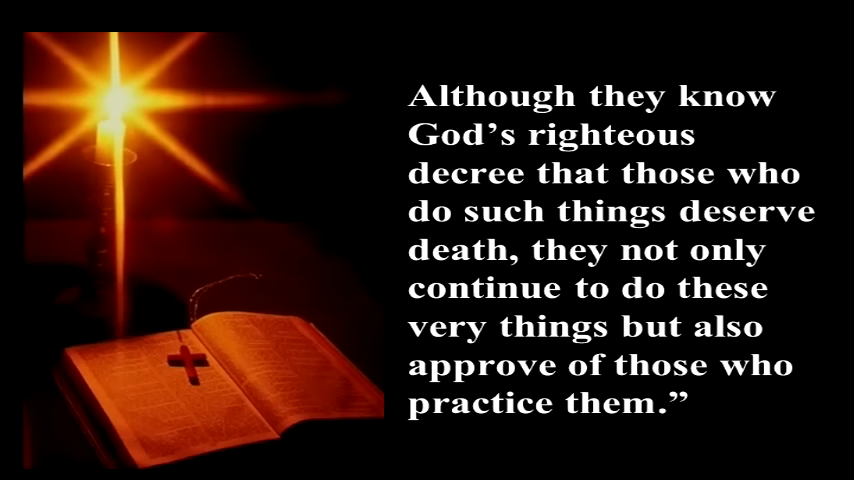 Although they know
God’s righteous
decree that those who
do such things deserve
death, they not only
continue to do these
very things but also
approve of those who
practice them.”